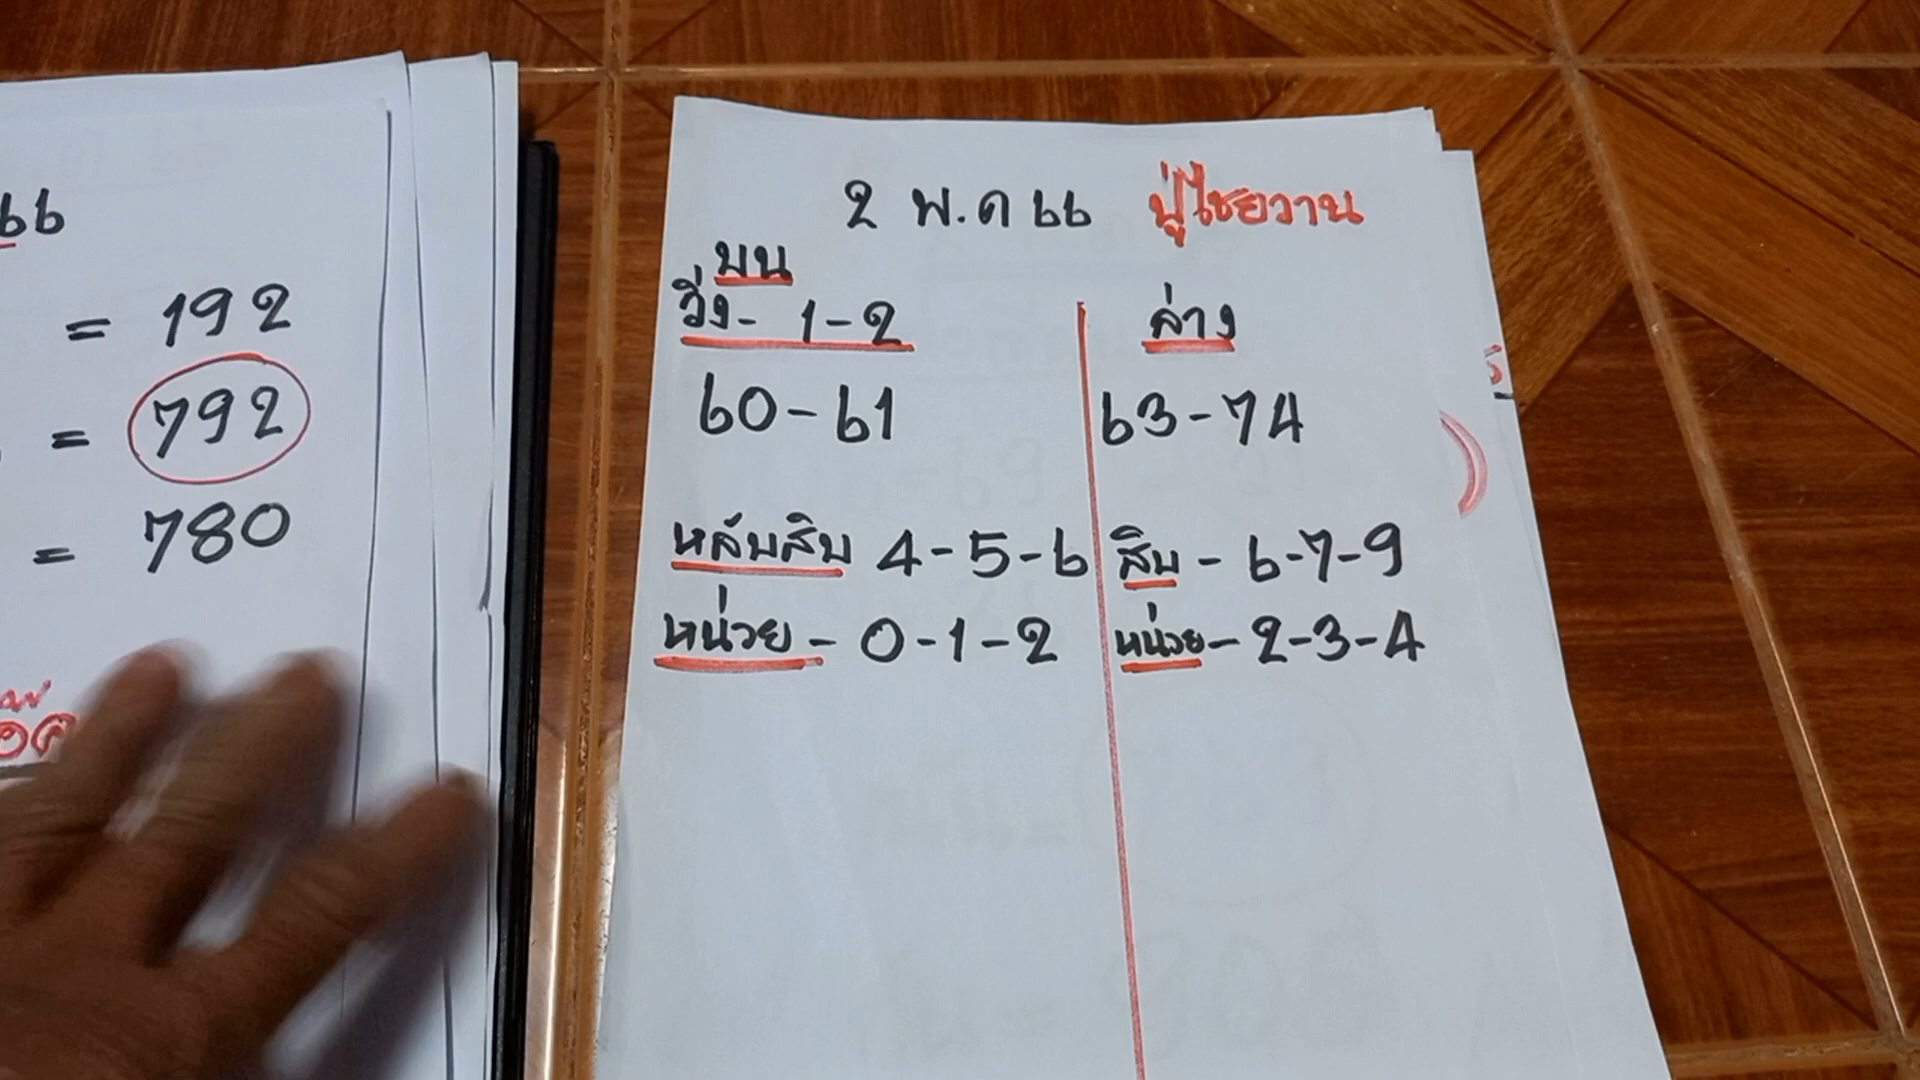 66
= 192
= 792
= 780
2 พ.ค 66 ปู่ไชยวาน
บน
วิ่ง- 1-2
60-61
หลับสิบ 4-5-6
หน่วย - 0-1-2
ล่าง
63-74
สิบ - 6-7-9
หน่วย - 2-3-4